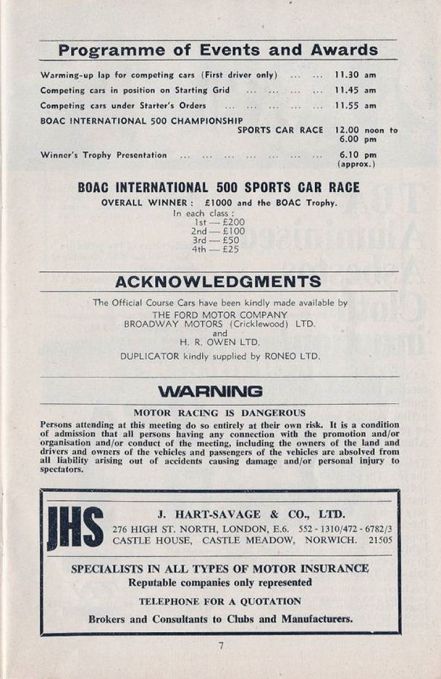 Programme of Events and Awards
Warming-up lap for competing cars (First driver only) ... ... 11.30 am
Competing cars in position on Starting Grid ... ... ... ... 11.45 am
Competing cars under Starter's Orders ... ... ... ... 11.55 am
BOAC INTERNATIONAL 500 CHAMPIONSHIP
SPORTS CAR RACE 12.00 noon to
6.00 pm
Winner's Trophy Presentation ... ... ... ... ... ... ... 6.10 pm
(approx.)
BOAC INTERNATIONAL 500 SPORTS CAR RACE
OVERALL WINNER : £1000 and the BOAC Trophy.
In each class :
1st — £200
2nd — £100
3rd — £50
4th — £25
ACKNOWLEDGMENTS
The Official Course Cars have been kindly made available by
THE FORD MOTOR COMPANY
BROADWAY MOTORS (Cricklewood) LTD.
and
H. R. OWEN LTD.
DUPLICATOR kindly supplied by RONEO LTD.
WARNING
MOTOR RACING IS DANGEROUS
Persons attending at this meeting do so entirely at their own risk. It is a condition
of admission that all persons having any connection with the promotion and/or
organisation and/or conduct of the meeting, including the owners of the land and
drivers and owners of the vehicles and passengers of the vehicles are absolved from
all liability arising out of accidents causing damage and/or personal injury to
spectators.
JHS
J. HART-SAVAGE & CO., LTD.
276 HIGH ST. NORTH, LONDON, E.6. 552 - 1310/472 - 6782/3
CASTLE HOUSE, CASTLE MEADOW, NORWICH. 21505
SPECIALISTS IN ALL TYPES OF MOTOR INSURANCE
Reputable companies only represented
TELEPHONE FOR A QUOTATION
Brokers and Consultants to Clubs and Manufacturers.
7